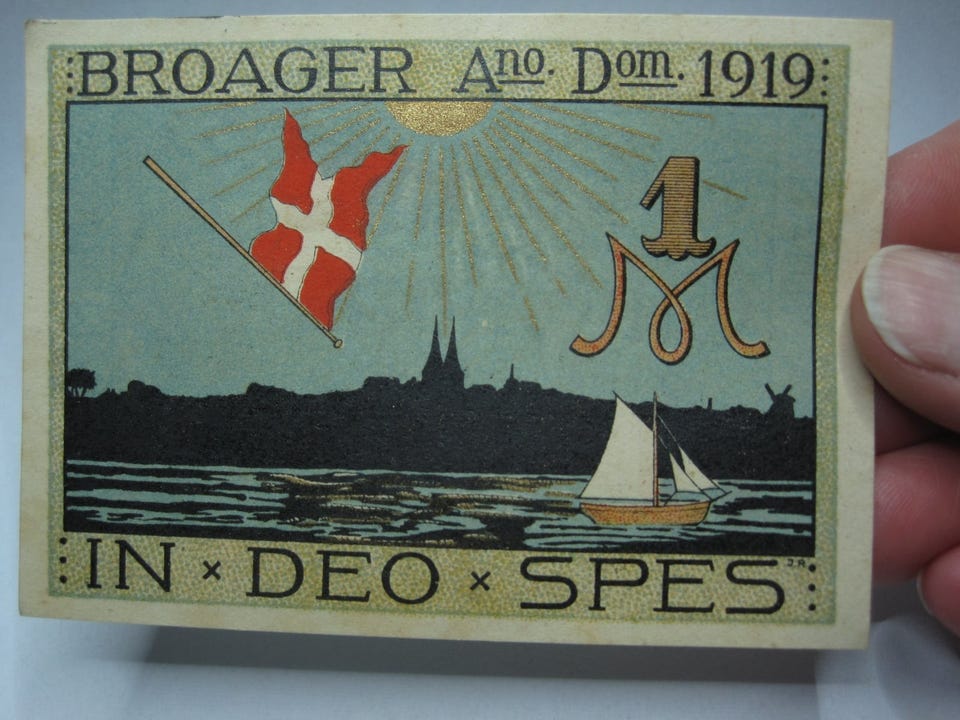 BROAGER Ano. Dom. 1919
1
M
IN × DEO × SPES
J.R.